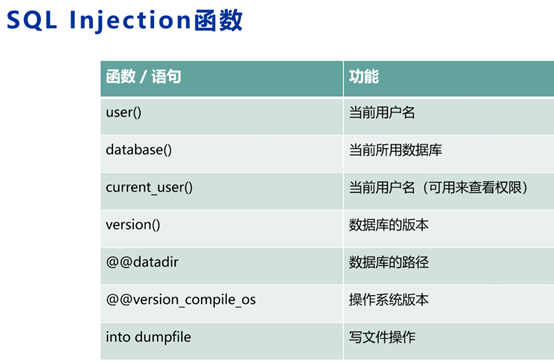 SQL Injection函数
函数 / 语句 功能
user() 当前用户名
database() 当前所用数据库
current_user() 当前用户名（可用来查看权限）
version() 数据库的版本
@@datadir 数据库的路径
@@version_compile_os 操作系统版本
into dumpfile 写文件操作